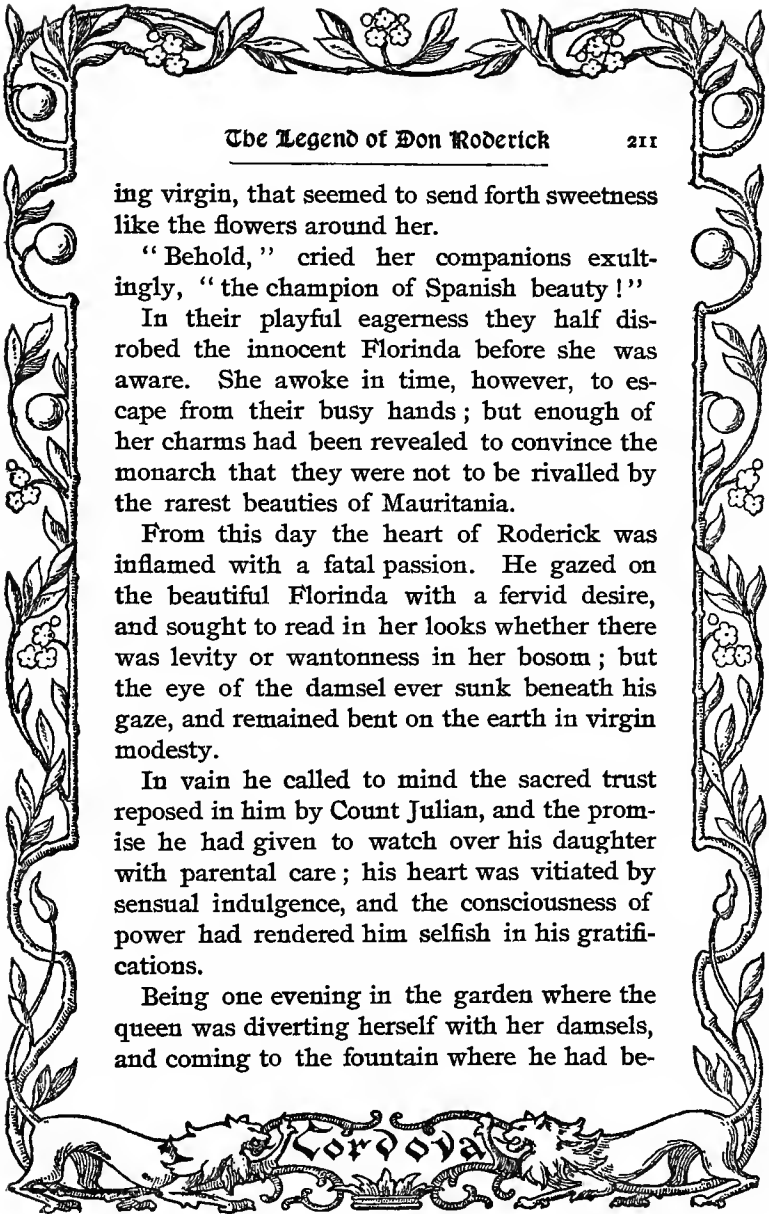 The Legend of Don Roderick 211
ing virgin, that seemed to send forth sweetness
like the flowers around her.
“ Behold, ” cried her companions exult-
ingly, “ the champion of Spanish beauty ! ”
In their playful eagerness they half dis-
robed the innocent Florinda before she was
aware. She awoke in time, however, to es-
cape from their busy hands ; but enough of
her charms had been revealed to convince the
monarch that they were not to be rivalled by
the rarest beauties of Mauritania.
From this day the heart of Roderick was
inflamed with a fatal passion. He gazed on
the beautiful Florinda with a fervid desire,
and sought to read in her looks whether there
was levity or wantonness in her bosom ; but
the eye of the damsel ever sunk beneath his
gaze, and remained bent on the earth in virgin
modesty.
In vain he called to mind the sacred trust
reposed in him by Count Julian, and the prom-
ise he had given to watch over his daughter
with parental care ; his heart was vitiated by
sensual indulgence, and the consciousness of
power had rendered him selfish in his gratifi-
cations.
Being one evening in the garden where the
queen was diverting herself with her damsels,
and coming to the fountain where he had be-
Cordova